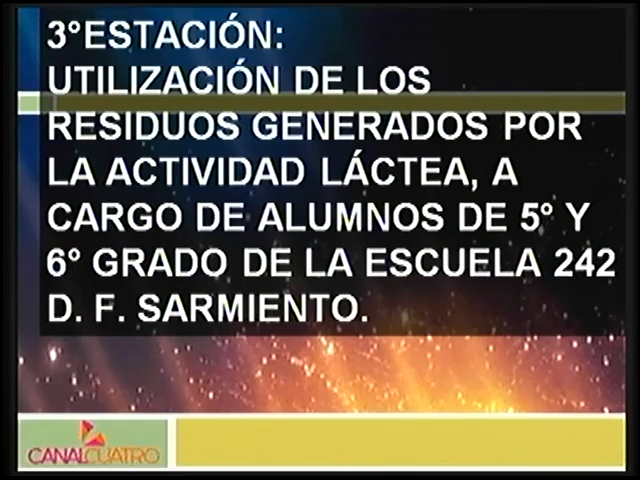 3°ESTACIÓN:
UTILIZACIÓN DE LOS
RESIDUOS GENERADOS POR
LA ACTIVIDAD LÁCTEA, A
CARGO DE ALUMNOS DE 5° Y
6° GRADO DE LA ESCUELA 242
D. F. SARMIENTO.
CANALCUATRO